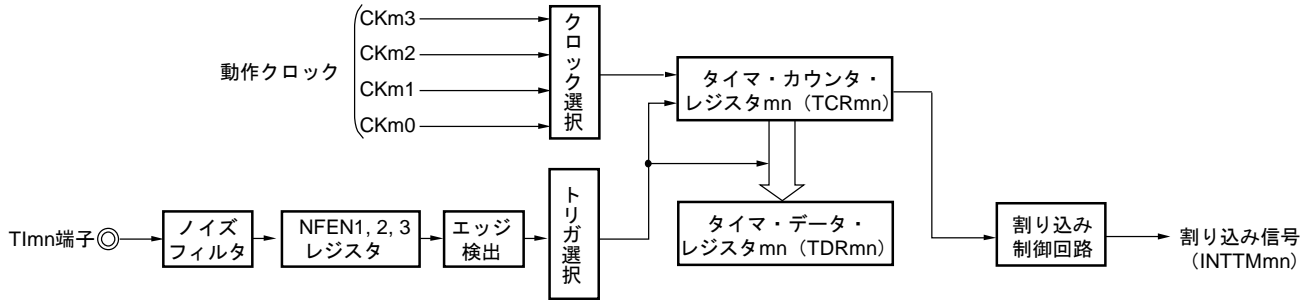 動作クロック
CKm3
CKm2
CKm1
CKm0
クロック選択
タイマ・カウンタ・
レジスタmn（TCRmn）
TImn端子
ノイズ
フィルタ
NFEN1, 2, 3
レジスタ
エッジ
検出
トリガ選択
タイマ・データ・
レジスタmn（TDRmn）
割り込み
制御回路
割り込み信号
（INTTMmn）